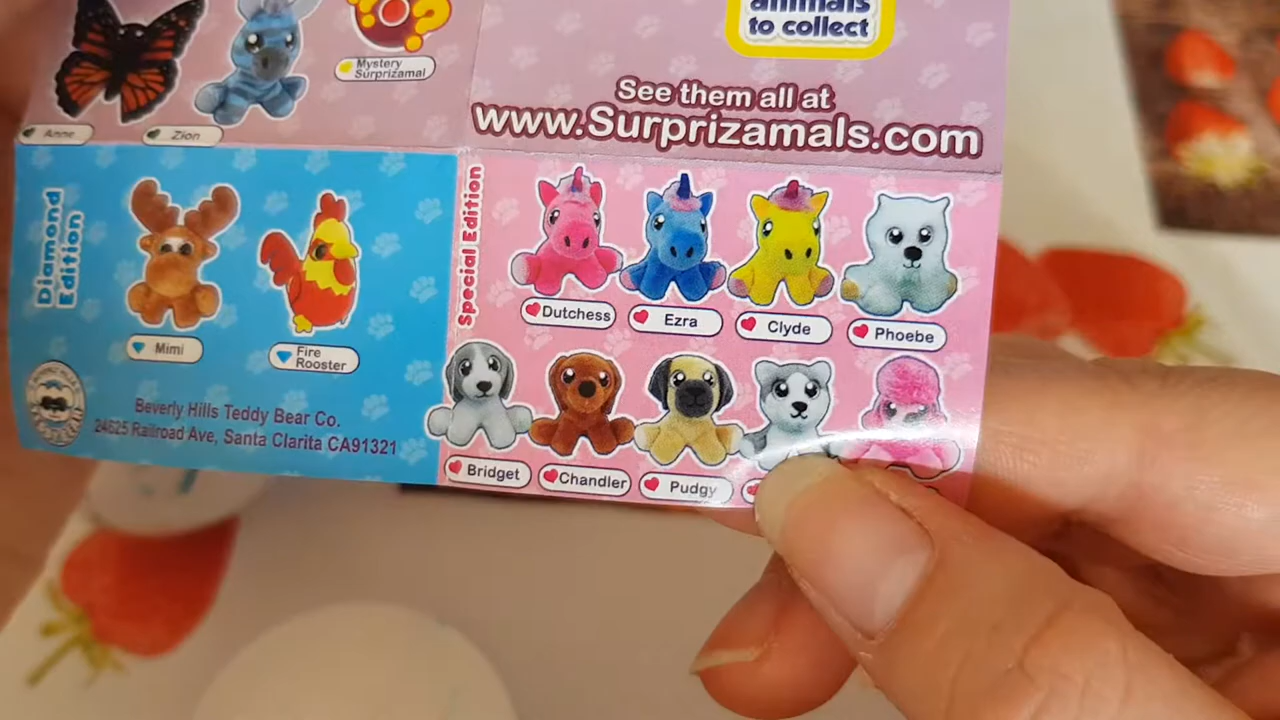 animals
to collect
Mystery
Surprizamal
See them all at
www.Surprizamals.com
Anne
Zion
Diamond
Edition
Mimi
Fire
Rooster
Beverly Hills Teddy Bear Co.
24625 Railroad Ave, Santa Clarita CA91321
Special Edition
Dutchess
Ezra
Clyde
Phoebe
Bridget
Chandler
Pudgy